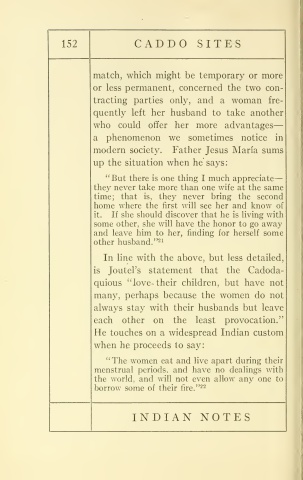 152
CADDO SITES
match, which might be temporary or more
or less permanent, concerned the two con-
tracting parties only, and a woman fre-
quently left her husband to take another
who could offer her more advantages—
a phenomenon we sometimes notice in
modern society. Father Jesus María sums
up the situation when he says:
"But there is one thing I much appreciate—
they never take more than one wife at the same
time; that is, they never bring the second
home where the first will see her and know of
it. If she should discover that he is living with
some other, she will have the honor to go away
and leave him to her, finding for herself some
other husband."21
In line with the above, but less detailed,
is Joutel's statement that the Cadoda-
quious "love their children, but have not
many, perhaps because the women do not
always stay with their husbands but leave
each other on the least provocation."
He touches on a widespread Indian custom
when he proceeds to say:
"The women eat and live apart during their
menstrual periods, and have no dealings with
the world, and will not even allow any one to
borrow some of their fire."22
INDIAN NOTES